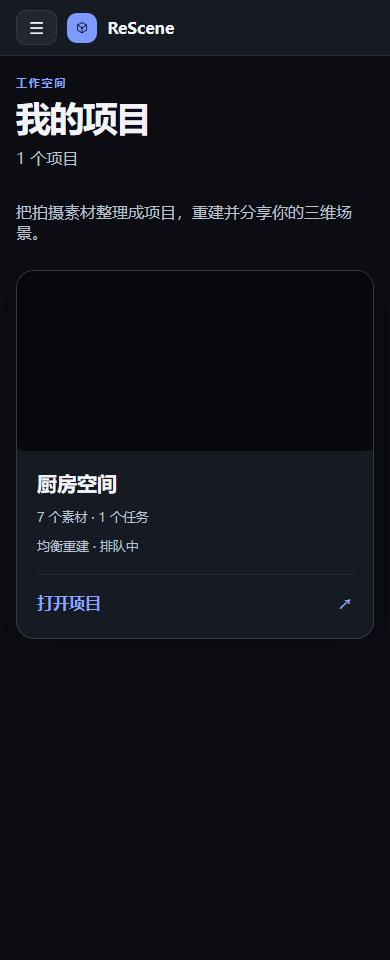 ReScene
工作空间
我的项目
1 个项目
把拍摄素材整理成项目，重建并分享你的三维场
景。
厨房空间
7 个素材 · 1 个任务
均衡重建 · 排队中
打开项目 ↗